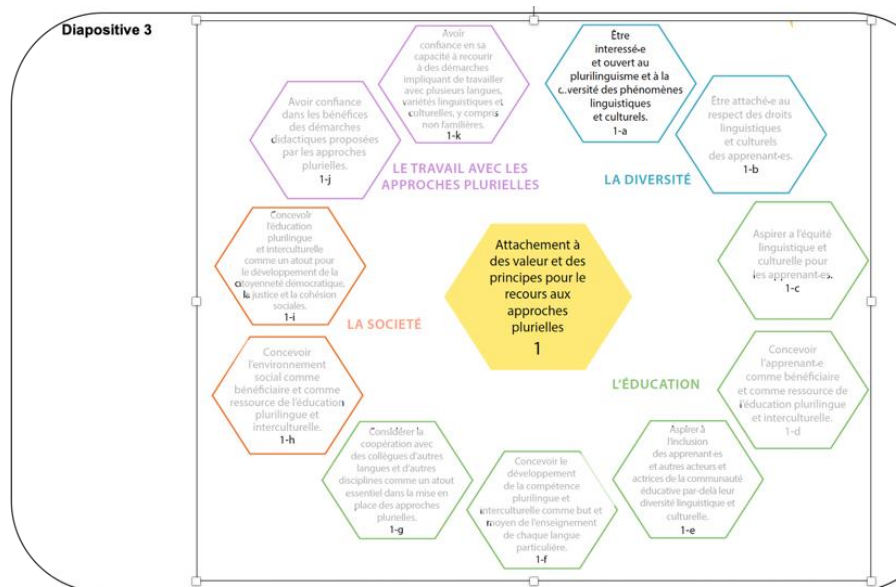 Diapositive 3
Avoir
confiance en sa
capacité à recourir
à des démarches
impliquant de travailler
avec plusieurs langues,
variétés linguistiques et
culturelles, y compris
non familières.
1-k
Être
interessé·e
et ouvert au
plurilinguisme et à la
diversité des phénomènes
linguistiques
et culturels.
1-a
Avoir confiance
dans les bénéfices
des démarches
didactiques proposées
par les approches
plurielles.
1-j
Être attaché·e au
respect des droits
linguistiques
et culturels
des apprenant·es.
1-b
LE TRAVAIL AVEC LES
APPROCHES PLURIELLES
LA DIVERSITÉ
Concevoir
l'éducation
plurilingue
et interculturelle
comme un atout pour
le développement de la
citoyenneté démocratique,
la justice et la cohésion
sociales.
1-i
Attachement à
des valeur et des
principes pour le
recours aux
approches
plurielles
1
Aspirer a l'équité
linguistique et
culturelle pour
les apprenant·es.
1-c
LA SOCIETÉ
Concevoir
l'environnement
social comme
bénéficiaire et comme
ressource de l'éducation
plurilingue et
interculturelle.
1-h
L'ÉDUCATION
Concevoir
l'apprenant·e
comme bénéficiaire
et comme ressource de
l'éducation plurilingue
et interculturelle.
1-d
Considérer la
coopération avec
des collègues d'autres
langues et d'autres
disciplines comme un atout
essentiel dans la mise en
place des approches
plurielles.
1-g
Concevoir le
développement
de la compétence
plurilingue et
interculturelle comme but et
moyen de l'enseignement
de chaque langue
particulière.
1-f
Aspirer à
l'inclusion
des apprenant·es
et autres acteurs et
actrices de la communauté
éducative par-delà leur
diversité linguistique et
culturelle.
1-e